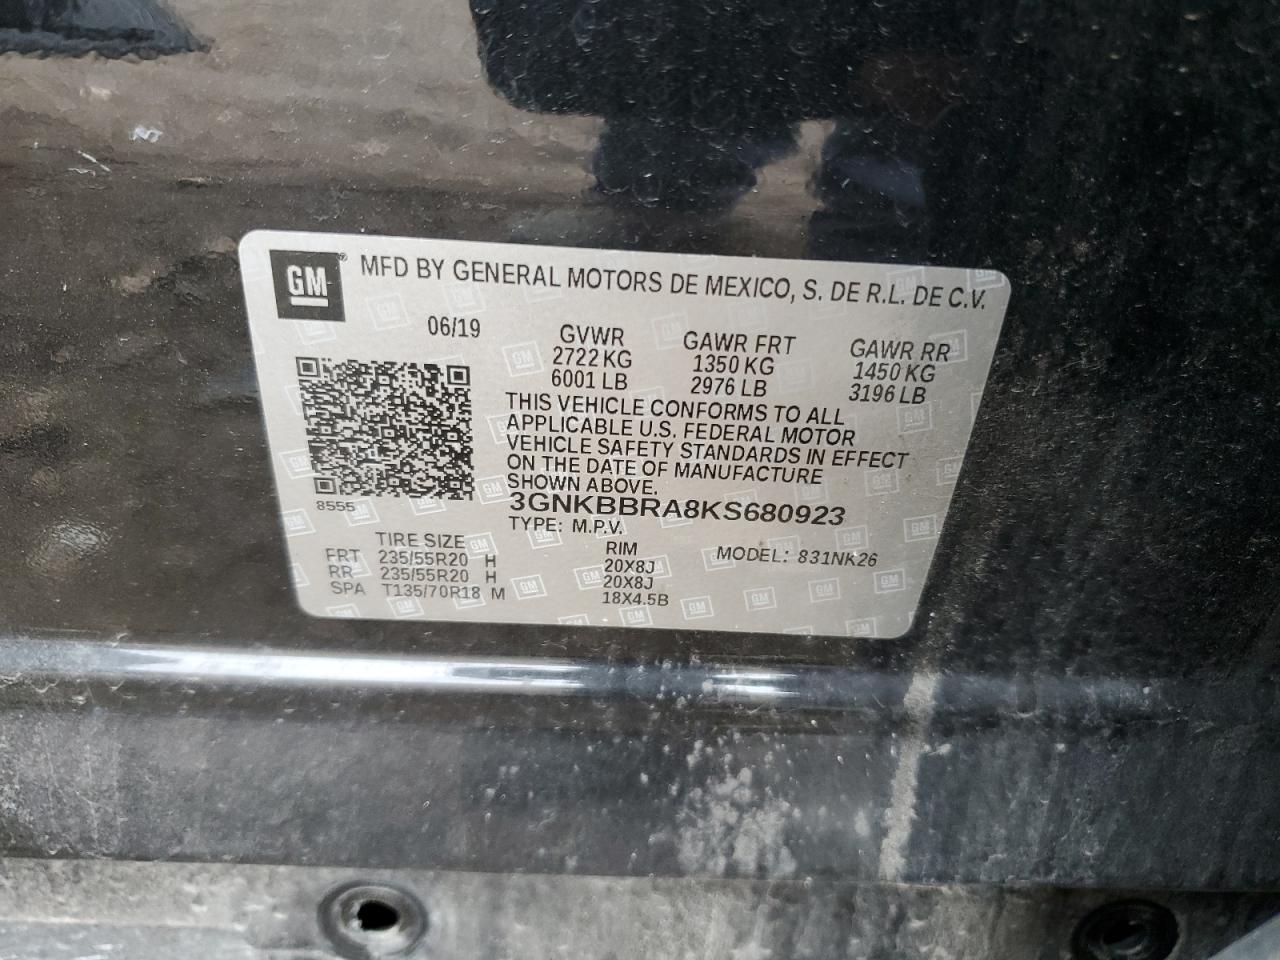 GM® MFD BY GENERAL MOTORS DE MEXICO, S. DE R.L. DE C.V.
06/19
GVWR GAWR FRT GAWR RR
2722 KG 1350 KG 1450 KG
6001 LB 2976 LB 3196 LB
THIS VEHICLE CONFORMS TO ALL
APPLICABLE U.S. FEDERAL MOTOR
VEHICLE SAFETY STANDARDS IN EFFECT
ON THE DATE OF MANUFACTURE
SHOWN ABOVE.
8555
3GNKBBRA8KS680923
TYPE: M.P.V.
TIRE SIZE RIM MODEL: 831NK26
FRT 235/55R20 H 20X8J
RR 235/55R20 H 20X8J
SPA T135/70R18 M 18X4.5B